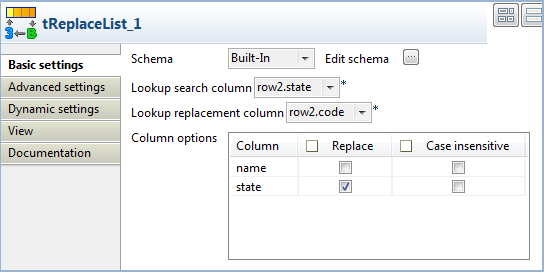 3 B
tReplaceList_1
Basic settings
Advanced settings
Dynamic settings
View
Documentation
Schema Built-In Edit schema ...
Lookup search column row2.state *
Lookup replacement column row2.code *
Column options
Column Replace Case insensitive
name
state